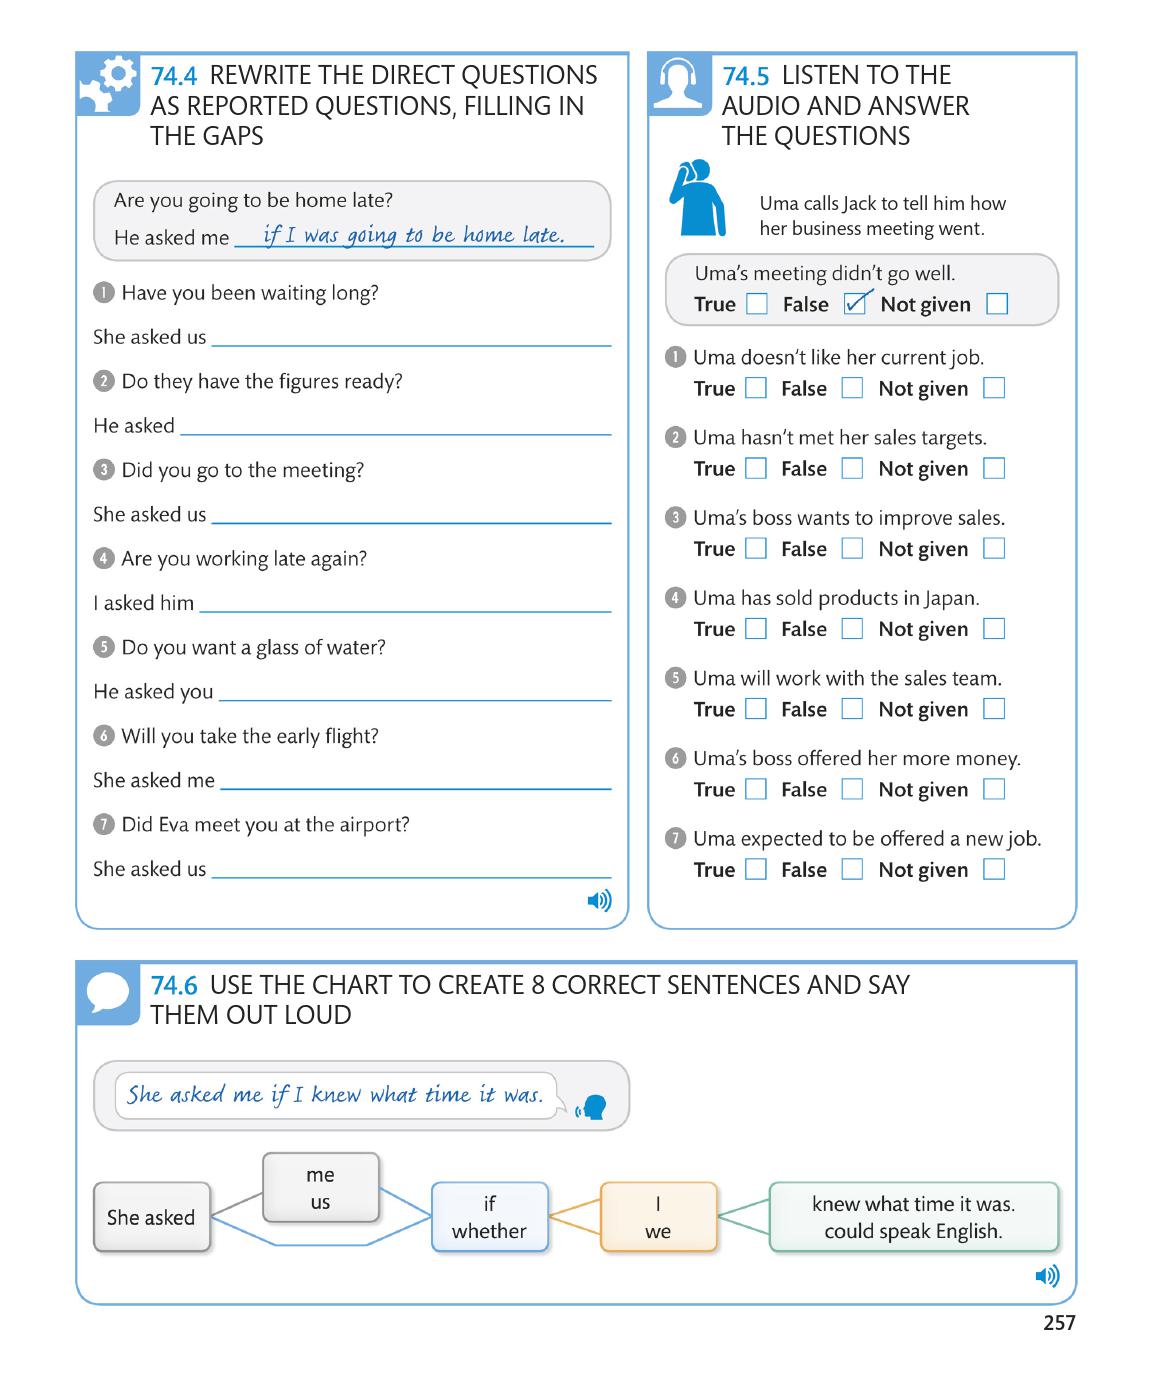 74.4 REWRITE THE DIRECT QUESTIONS
AS REPORTED QUESTIONS, FILLING IN
THE GAPS
Are you going to be home late?
He asked me if I was going to be home late.
1 Have you been waiting long?
She asked us
2 Do they have the figures ready?
He asked
3 Did you go to the meeting?
She asked us
4 Are you working late again?
I asked him
5 Do you want a glass of water?
He asked you
6 Will you take the early flight?
She asked me
7 Did Eva meet you at the airport?
She asked us
74.5 LISTEN TO THE
AUDIO AND ANSWER
THE QUESTIONS
Uma calls Jack to tell him how
her business meeting went.
Uma's meeting didn't go well.
True False Not given
1 Uma doesn't like her current job.
True False Not given
2 Uma hasn't met her sales targets.
True False Not given
3 Uma's boss wants to improve sales.
True False Not given
4 Uma has sold products in Japan.
True False Not given
5 Uma will work with the sales team.
True False Not given
6 Uma's boss offered her more money.
True False Not given
7 Uma expected to be offered a new job.
True False Not given
74.6 USE THE CHART TO CREATE 8 CORRECT SENTENCES AND SAY
THEM OUT LOUD
She asked me if I knew what time it was.
She asked
me
us
if
whether
I
we
knew what time it was.
could speak English.
257